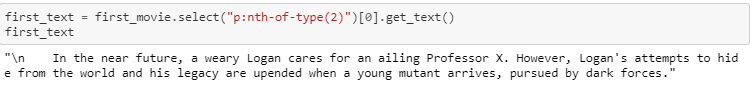 first_text = first_movie.select("p:nth-of-type(2)")[0].get_text()
first_text
"\n    In the near future, a weary Logan cares for an ailing Professor X. However, Logan's attempts to hid
e from the world and his legacy are upended when a young mutant arrives, pursued by dark forces."